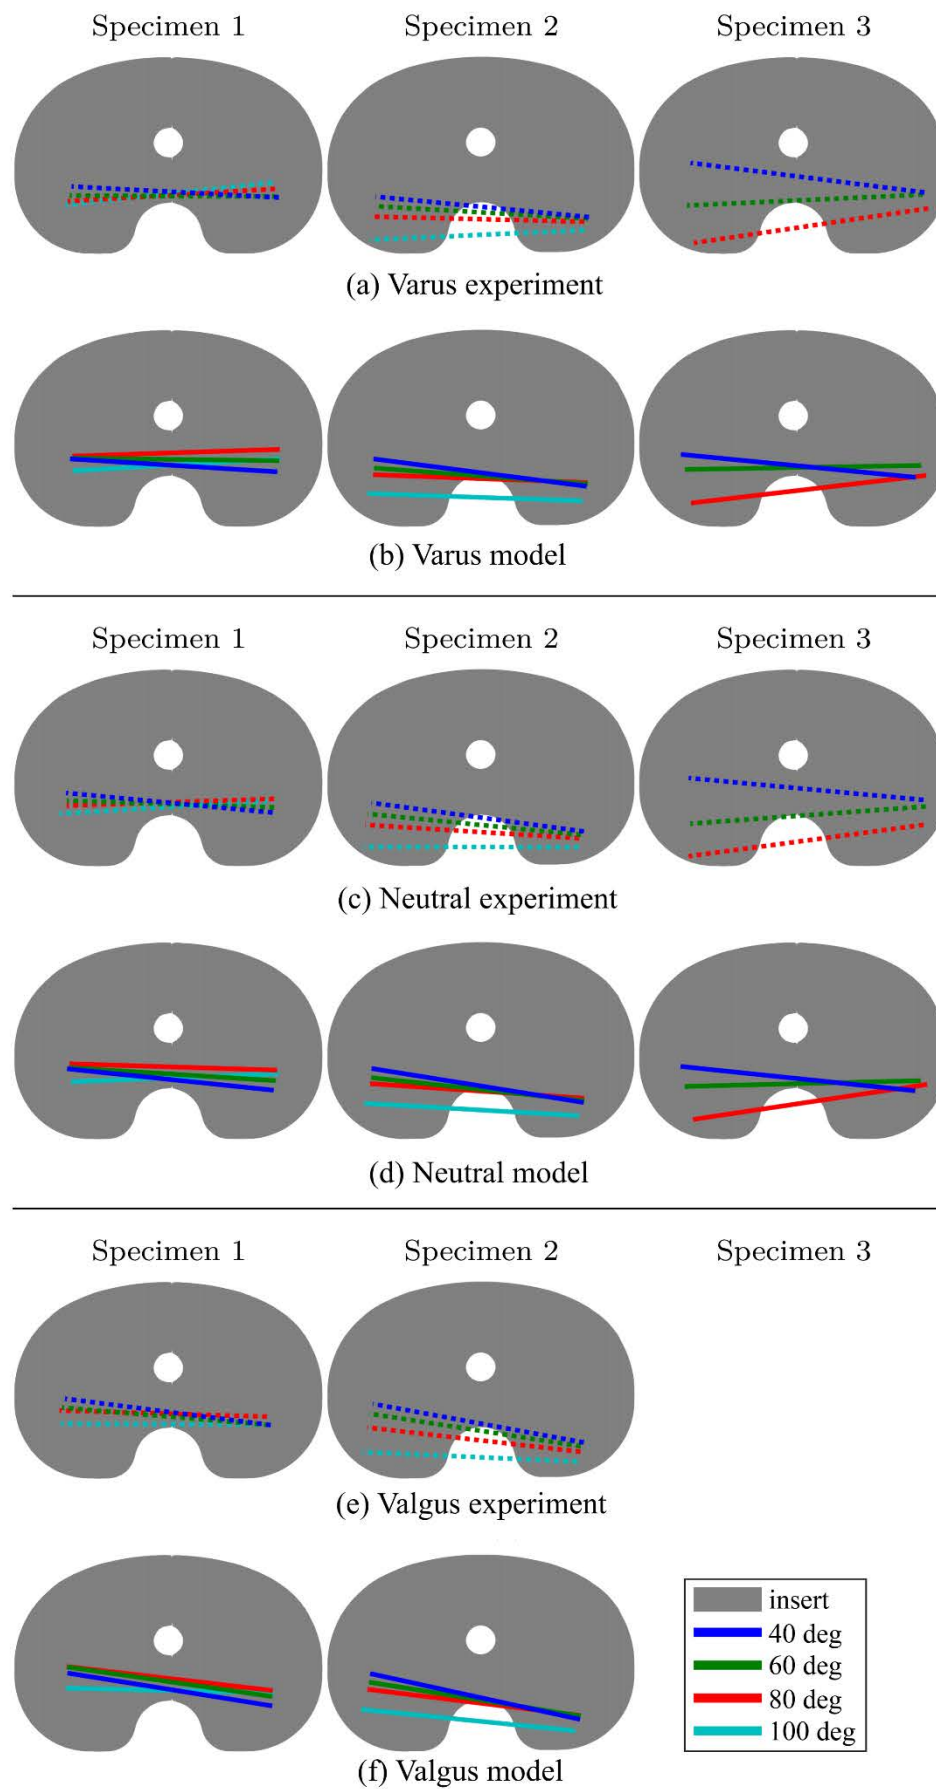 Specimen 1 Specimen 2 Specimen 3
(a) Varus experiment
(b) Varus model
Specimen 1 Specimen 2 Specimen 3
(c) Neutral experiment
(d) Neutral model
Specimen 1 Specimen 2 Specimen 3
(e) Valgus experiment
insert
40 deg
60 deg
80 deg
100 deg
(f) Valgus model